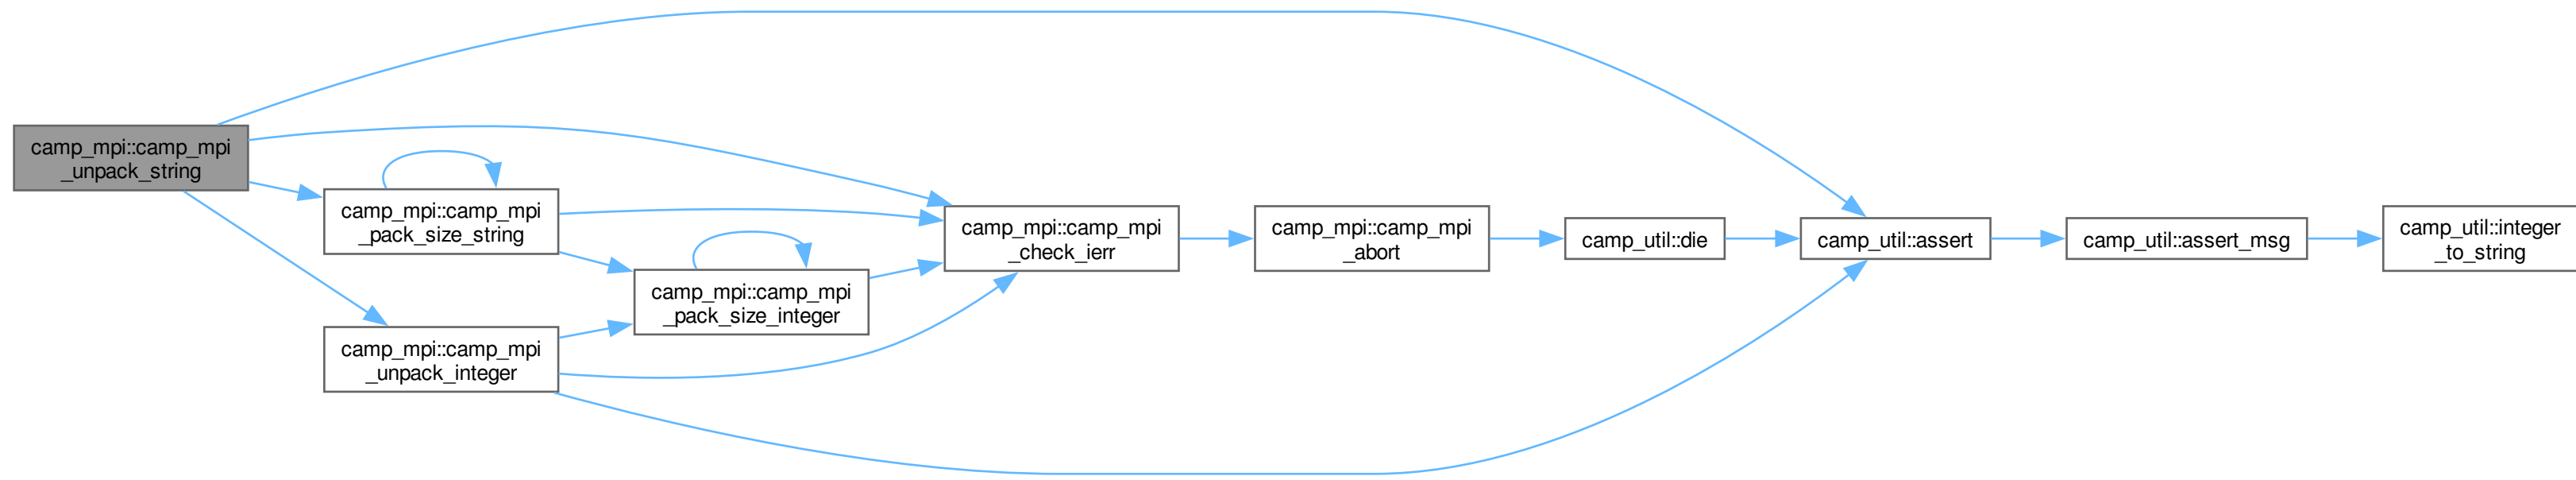 camp_mpi::camp_mpi
_unpack_string
camp_mpi::camp_mpi
_pack_size_string
camp_mpi::camp_mpi
_unpack_integer
camp_mpi::camp_mpi
_pack_size_integer
camp_mpi::camp_mpi
_check_ierr
camp_mpi::camp_mpi
_abort
camp_util::die
camp_util::assert
camp_util::assert_msg
camp_util::integer
_to_string